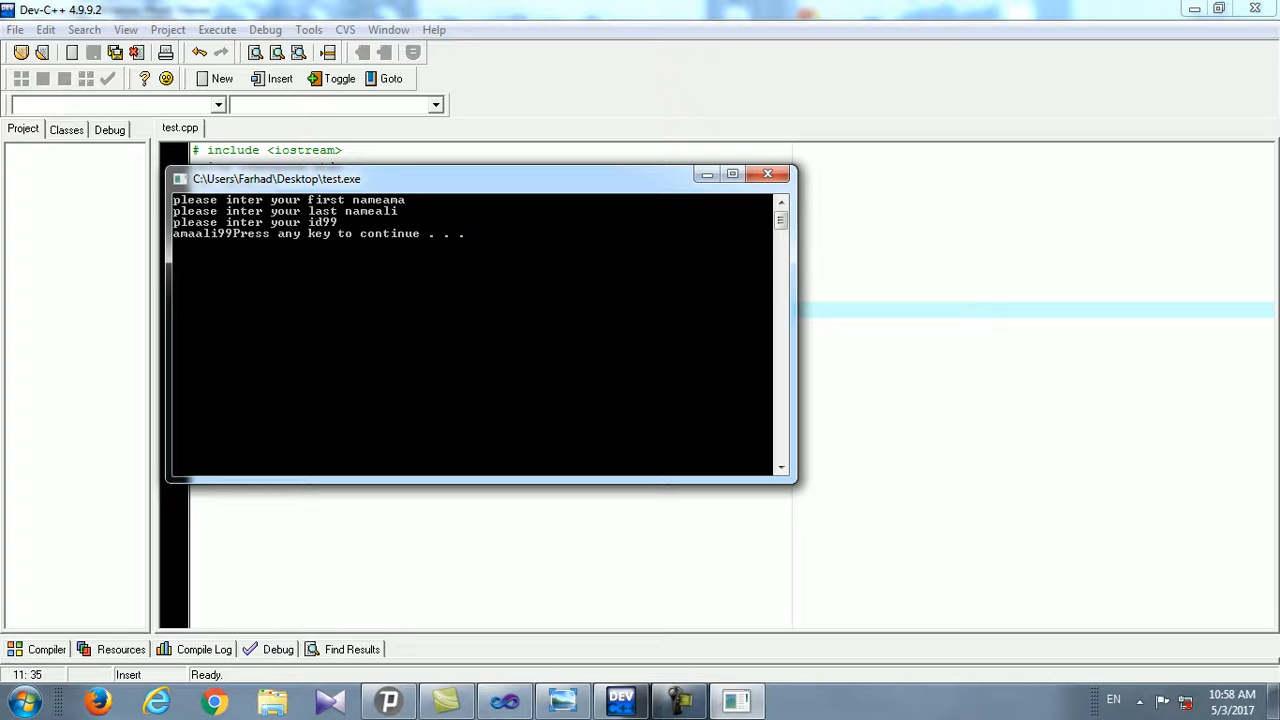 Dev-C++ 4.9.9.2
File Edit Search View Project Execute Debug Tools CVS Window Help
New Insert Toggle Goto
Project Classes Debug test.cpp
# include <iostream>
C:\Users\Farhad\Desktop\test.exe
please inter your first nameama
please inter your last nameali
please inter your id99
amaali99Press any key to continue . . .
Compiler Resources Compile Log Debug Find Results
11: 35 Insert Ready.
DEV C++
EN 10:58 AM
5/3/2017